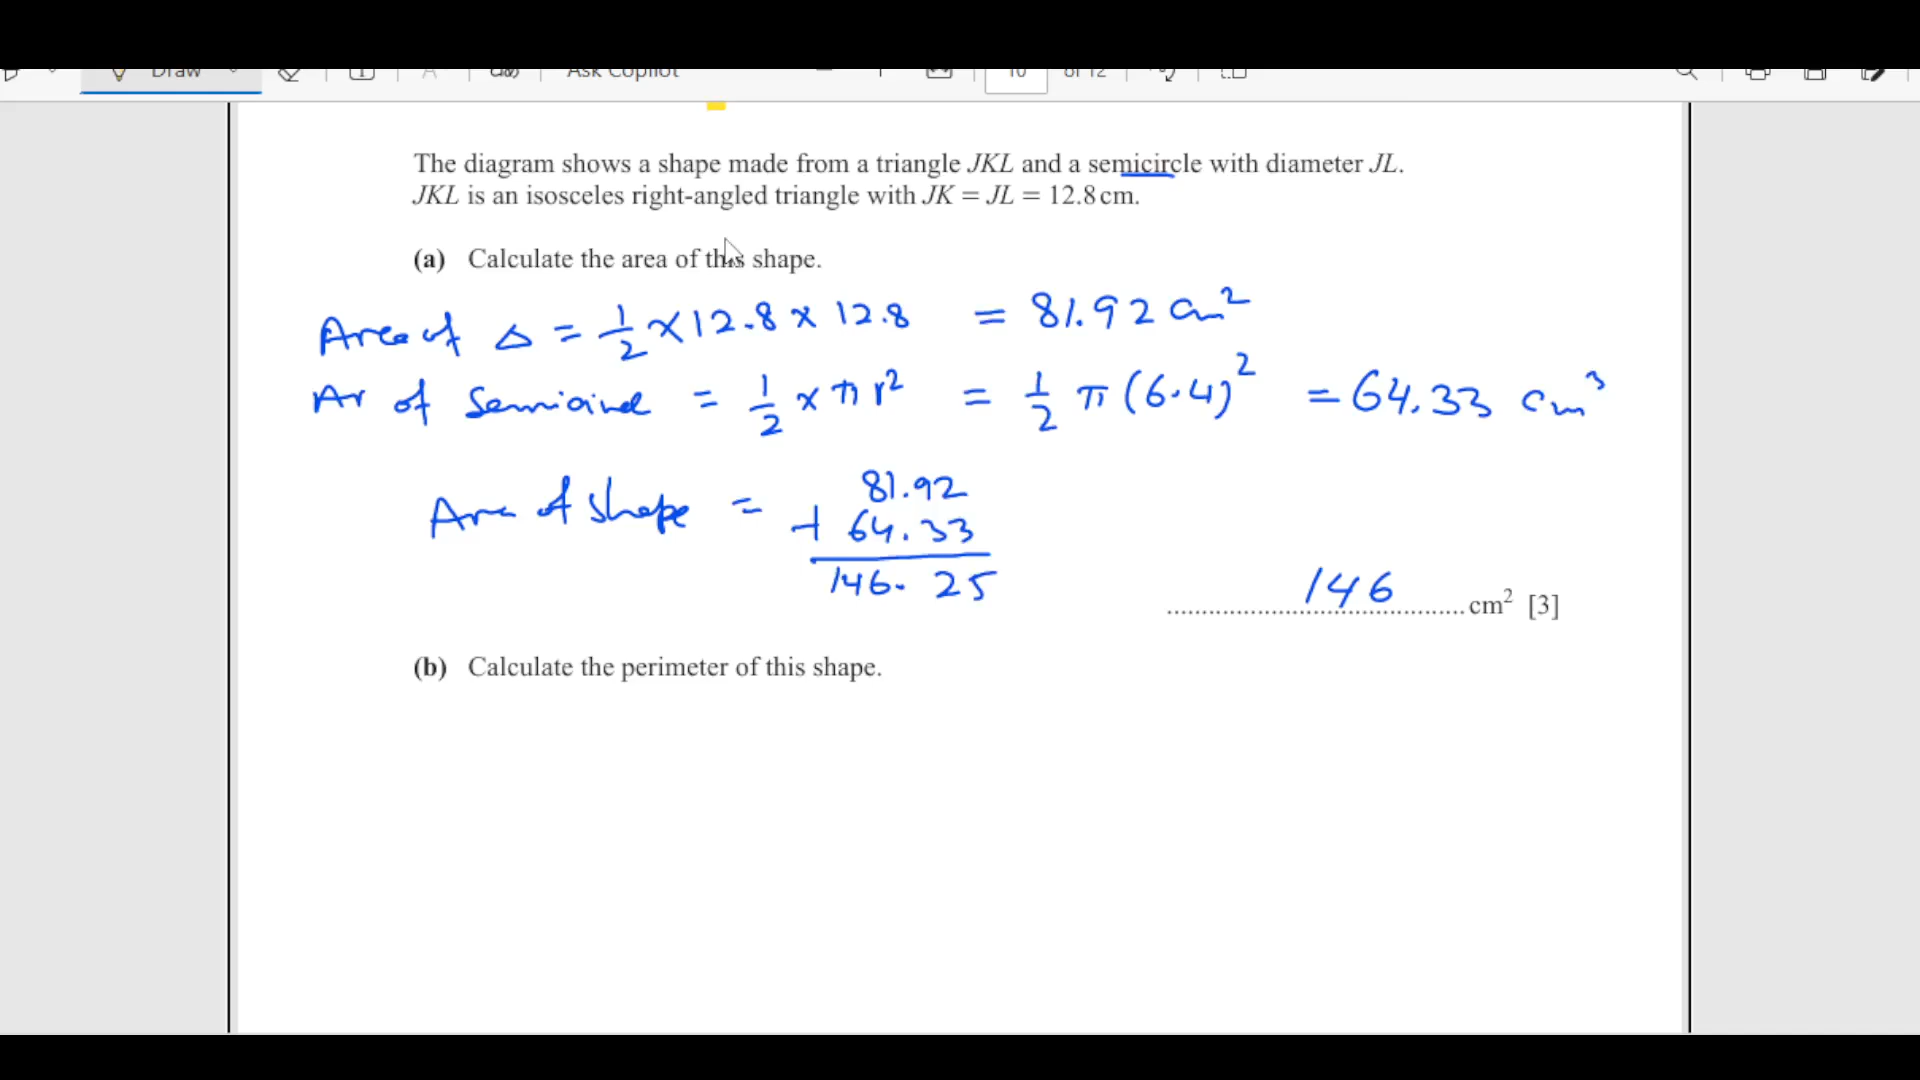 Draw Ask Copilot 10 of 12
The diagram shows a shape made from a triangle JKL and a semicircle with diameter JL.
JKL is an isosceles right-angled triangle with JK = JL = 12.8 cm.
(a) Calculate the area of this shape.
Area of Δ = 1/2 × 12.8 × 12.8 = 81.92 cm²
Ar of = 1/2 × π r² = 1/2 π (6.4)² = 64.33 cm³
Area of shape = 81.92
+ 64.33
146.25
146 cm² [3]
(b) Calculate the perimeter of this shape.